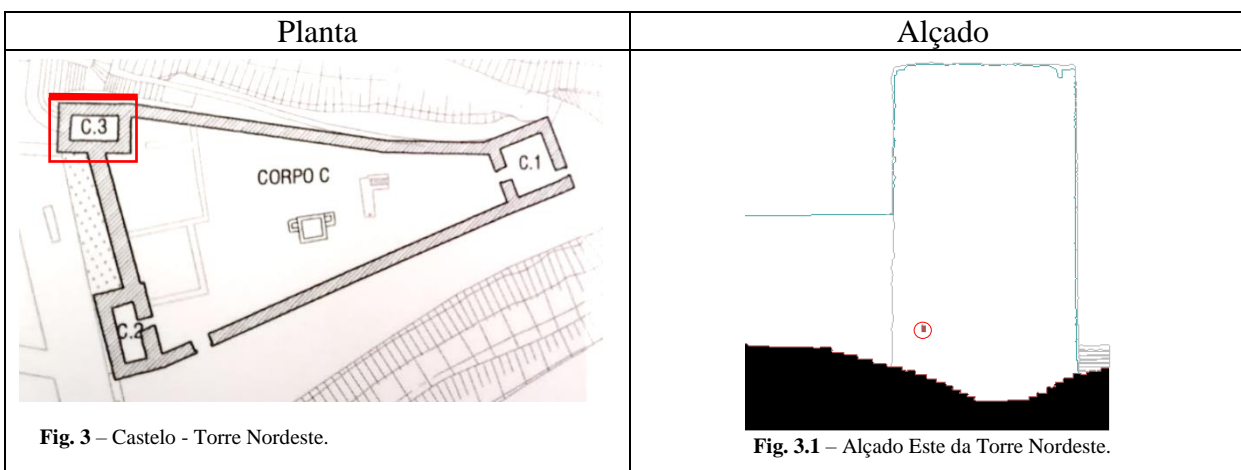 Planta
Alçado
C.3
C.1
CORPO C
C.2
Fig. 3 – Castelo - Torre Nordeste.
Fig. 3.1 – Alçado Este da Torre Nordeste.